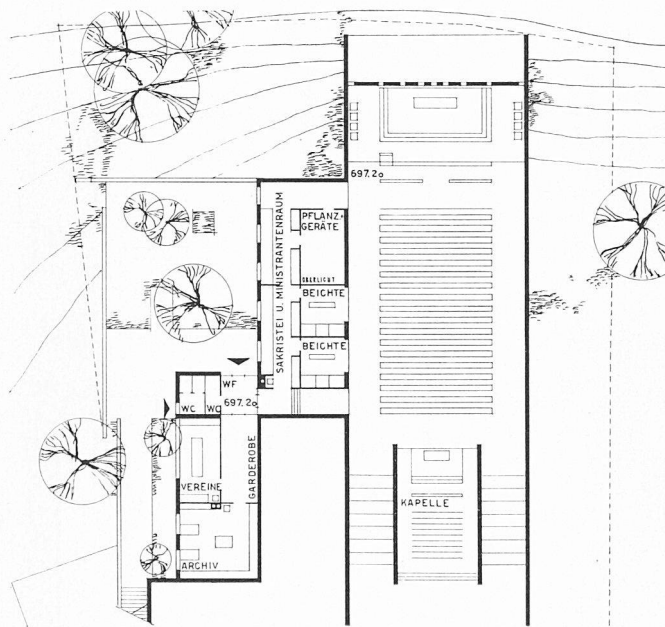 697.20
SAKRISTEI U. MINISTRANTENRAUM
PFLANZ-
GERÄTE
OBERLICHT
BEICHTE
BEICHTE
WF
WC
WC
697.20
GARDEROBE
VEREINE
ARCHIV
KAPELLE